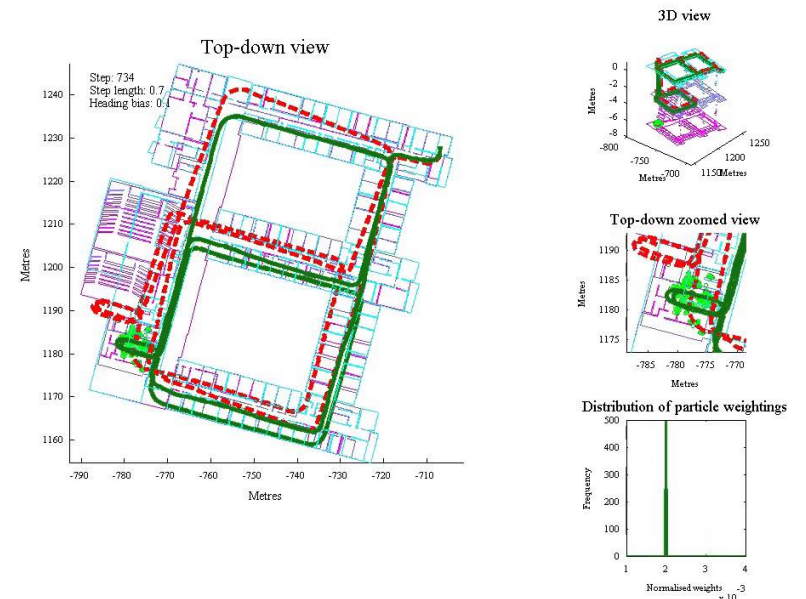 3D view
Top-down view
Step: 734
Step length: 0.7
Heading bias: 0.1
1240
1230
1220
1210
1200
1190
1180
1170
1160
Metres
-790 -780 -770 -760 -750 -740 -730 -720 -710
Metres
0
-2
-4
-6
-8
Metres
-800
-750
-700
Metres
1150
1200
1250
Metres
Top-down zoomed view
1190
1185
1180
1175
Metres
-785 -780 -775 -770
Metres
Distribution of particle weightings
500
400
300
200
100
0
Frequency
1 2 3 4
Normalised weights
x 10
-3